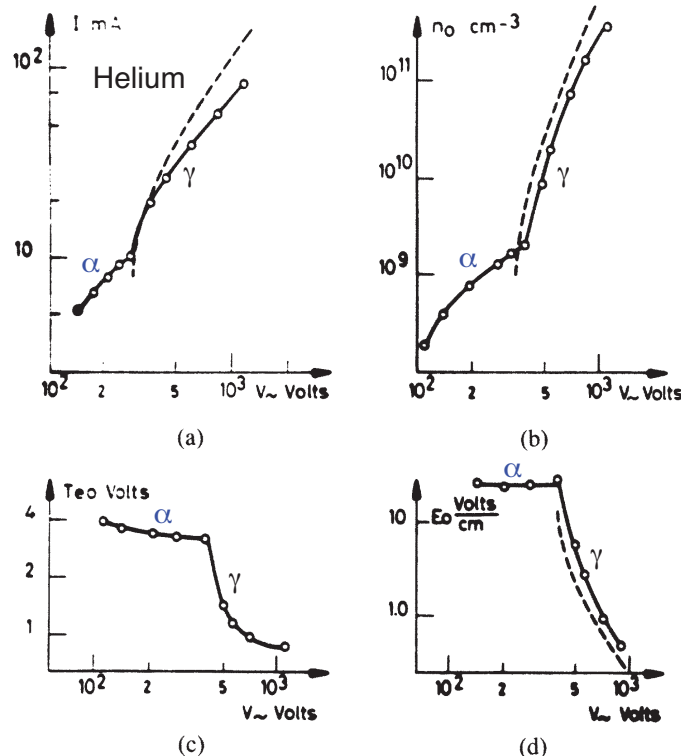 I mA
10²
Helium
γ
10
α
10² 2 5 10³ V~ Volts
(a)
n₀ cm-3
10¹¹
10¹⁰
γ
10⁹
α
10² 2 5 10³ V~ Volts
(b)
Teo Volts
4
α
2
γ
1
10² 2 5 10³
V~ Volts
(c)
α
E₀ Volts/cm
10
γ
1.0
10² 2 5 10³
V~ Volts
(d)